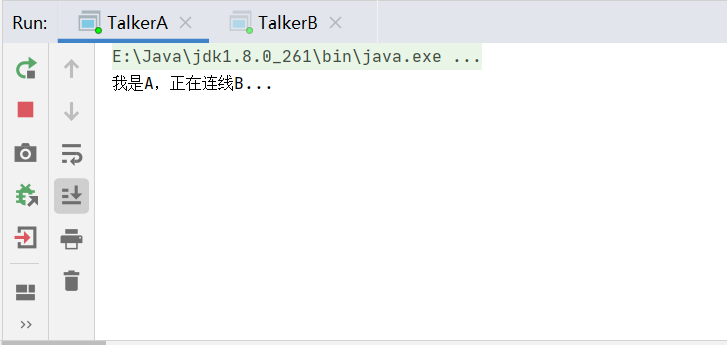 Run: TalkerA TalkerB
E:\Java\jdk1.8.0_261\bin\java.exe ...
我是A，正在连线B...